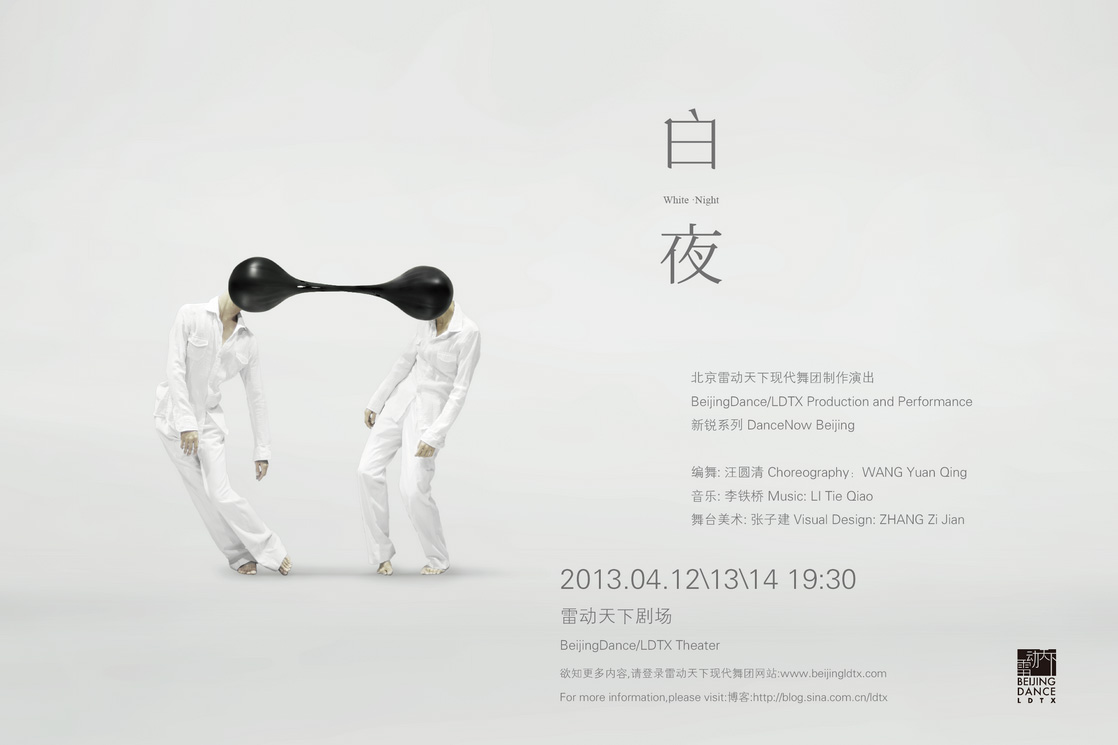 白
White·Night
夜
北京雷动天下现代舞团制作演出
BeijingDance/LDTX Production and Performance
新锐系列 DanceNow Beijing
编舞: 汪圆清 Choreography：WANG Yuan Qing
音乐: 李铁桥 Music: LI Tie Qiao
舞台美术: 张子建 Visual Design: ZHANG Zi Jian
2013.04.12\13\14 19:30
雷动天下剧场
BeijingDance/LDTX Theater
欲知更多内容,请登录雷动天下现代舞团网站:www.beijingldtx.com
For more information,please visit:博客:http://blog.sina.com.cn/ldtx
雷动天下
BEIJING
DANCE
LDTX